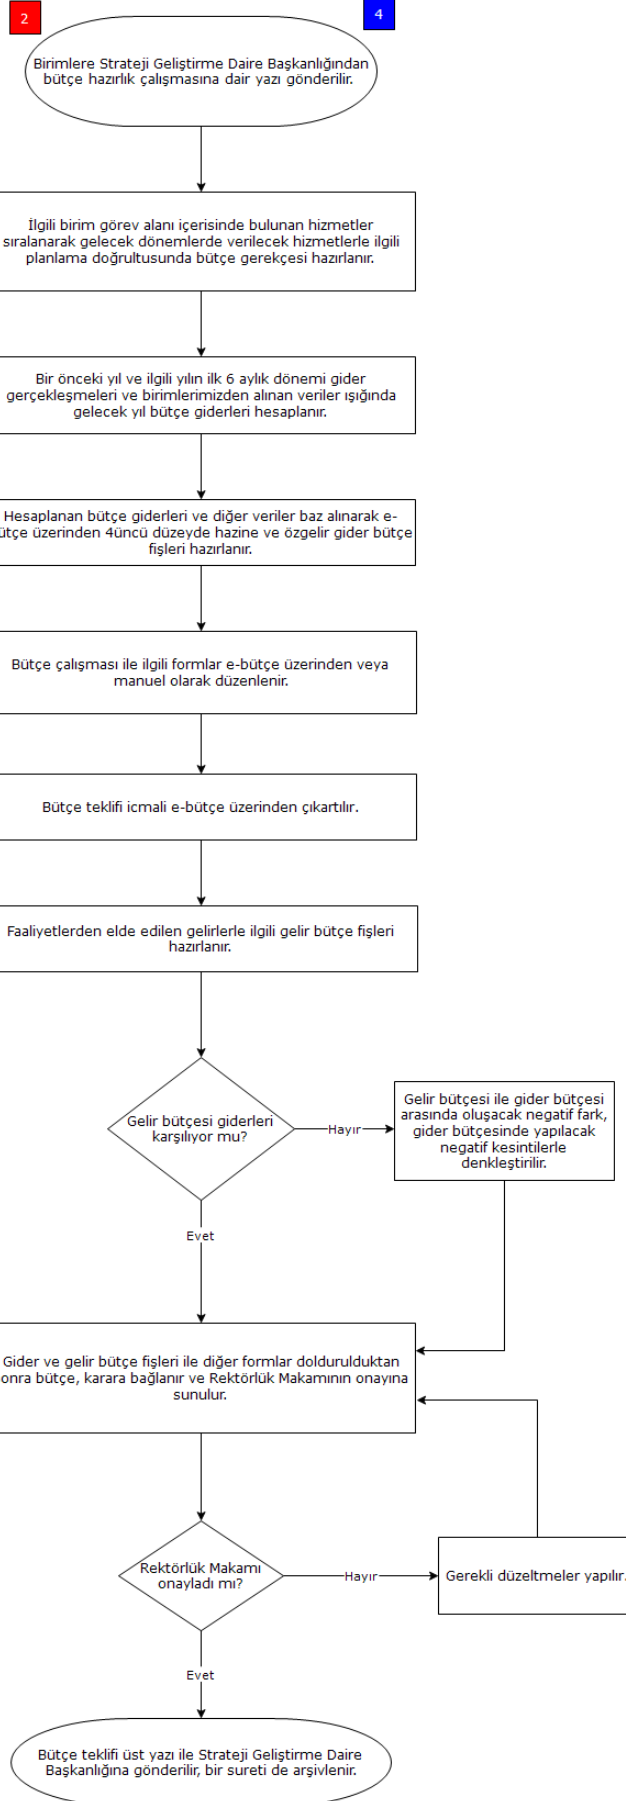 2
4
Birimlere Strateji Geliştirme Daire Başkanlığından
bütçe hazırlık çalışmasına dair yazı gönderilir.
İlgili birim görev alanı içerisinde bulunan hizmetler
sıralanarak gelecek dönemlerde verilecek hizmetlerle ilgili
planlama doğrultusunda bütçe gerekçesi hazırlanır.
Bir önceki yıl ve ilgili yılın ilk 6 aylık dönemi gider
gerçekleşmeleri ve birimlerimizden alınan veriler ışığında
gelecek yıl bütçe giderleri hesaplanır.
Hesaplanan bütçe giderleri ve diğer veriler baz alınarak e-
ütçe üzerinden 4üncü düzeyde hazine ve özgelir gider bütçe
fişleri hazırlanır.
Bütçe çalışması ile ilgili formlar e-bütçe üzerinden veya
manuel olarak düzenlenir.
Bütçe teklifi icmali e-bütçe üzerinden çıkartılır.
Faaliyetlerden elde edilen gelirlerle ilgili gelir bütçe fişleri
hazırlanır.
Gelir bütçesi giderleri
karşılıyor mu?
Hayır
Gelir bütçesi ile gider bütçesi
arasında oluşacak negatif fark,
gider bütçesinde yapılacak
negatif kesintilerle
denkleştirilir.
Evet
Gider ve gelir bütçe fişleri ile diğer formlar doldurulduktan
onra bütçe, karara bağlanır ve Rektörlük Makamının onayına
sunulur.
Rektörlük Makamı
onayladı mı?
Hayır
Gerekli düzeltmeler yapılır.
Evet
Bütçe teklifi üst yazı ile Strateji Geliştirme Daire
Başkanlığına gönderilir, bir sureti de arşivlenir.